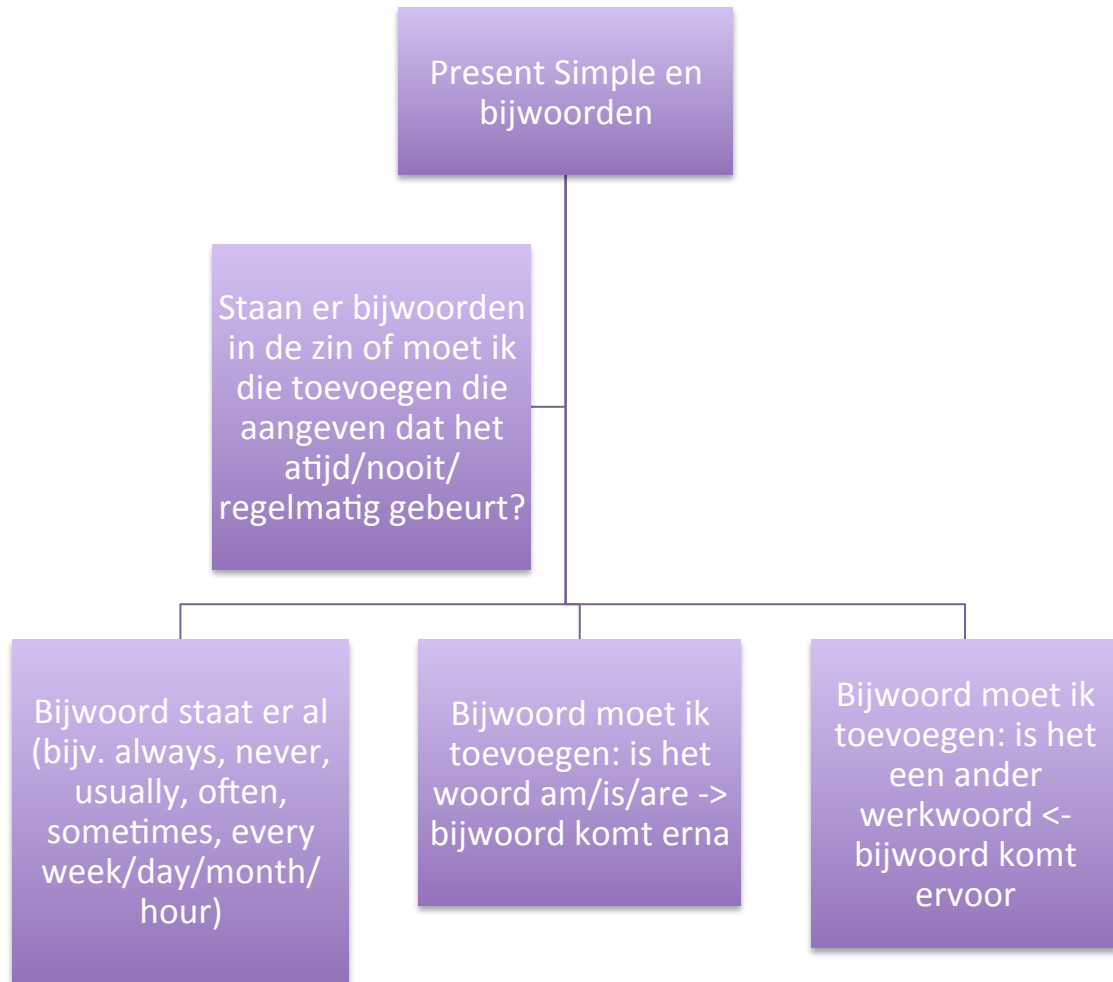 Present Simple en
bijwoorden
Staan er bijwoorden
in de zin of moet ik
die toevoegen die
aangeven dat het
atijd/nooit/
regelmatig gebeurt?
Bijwoord staat er al
(bijv. always, never,
usually, often,
sometimes, every
week/day/month/
hour)
Bijwoord moet ik
toevoegen: is het
woord am/is/are ->
bijwoord komt erna
Bijwoord moet ik
toevoegen: is het
een ander
werkwoord <-
bijwoord komt
ervoor